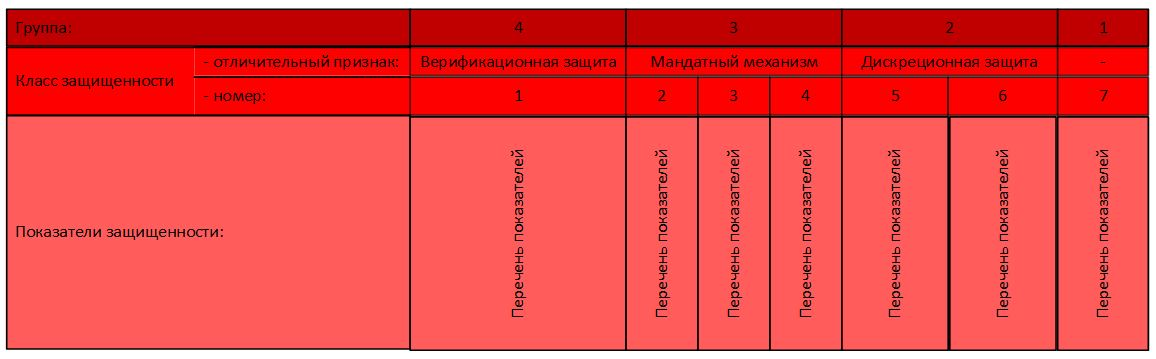 Группа: 4 3 2 1
Класс защищенности - отличительный признак: Верификационная защита Мандатный механизм Дискреционная защита -
- номер: 1 2 3 4 5 6 7
Показатели защищенности: Перечень показателей Перечень показателей Перечень показателей Перечень показателей Перечень показателей Перечень показателей Перечень показателей